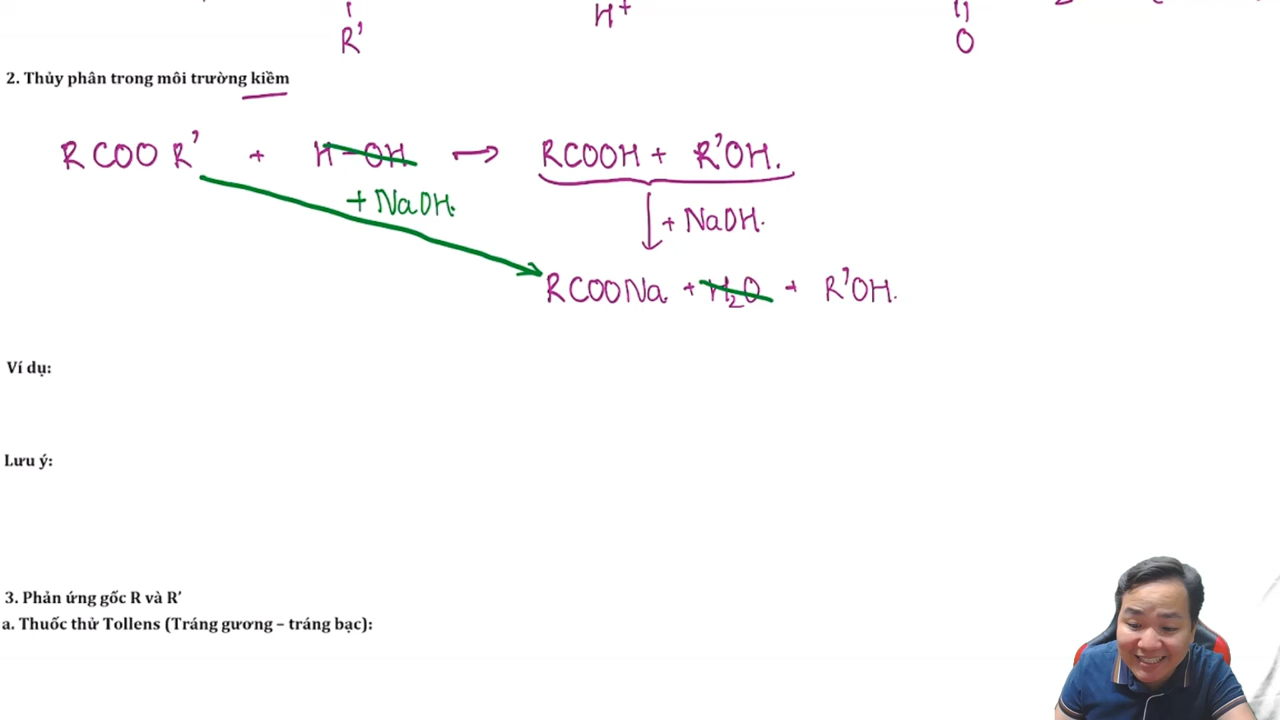 R' H+ O
2. Thủy phân trong môi trường kiềm
RCOOR' + H-OH → RCOOH + R'OH.
+ NaOH. ↓ + NaOH.
RCOONa + H2O + R'OH.
Ví dụ:
Lưu ý:
3. Phản ứng gốc R và R'
a. Thuốc thử Tollens (Tráng gương – tráng bạc):